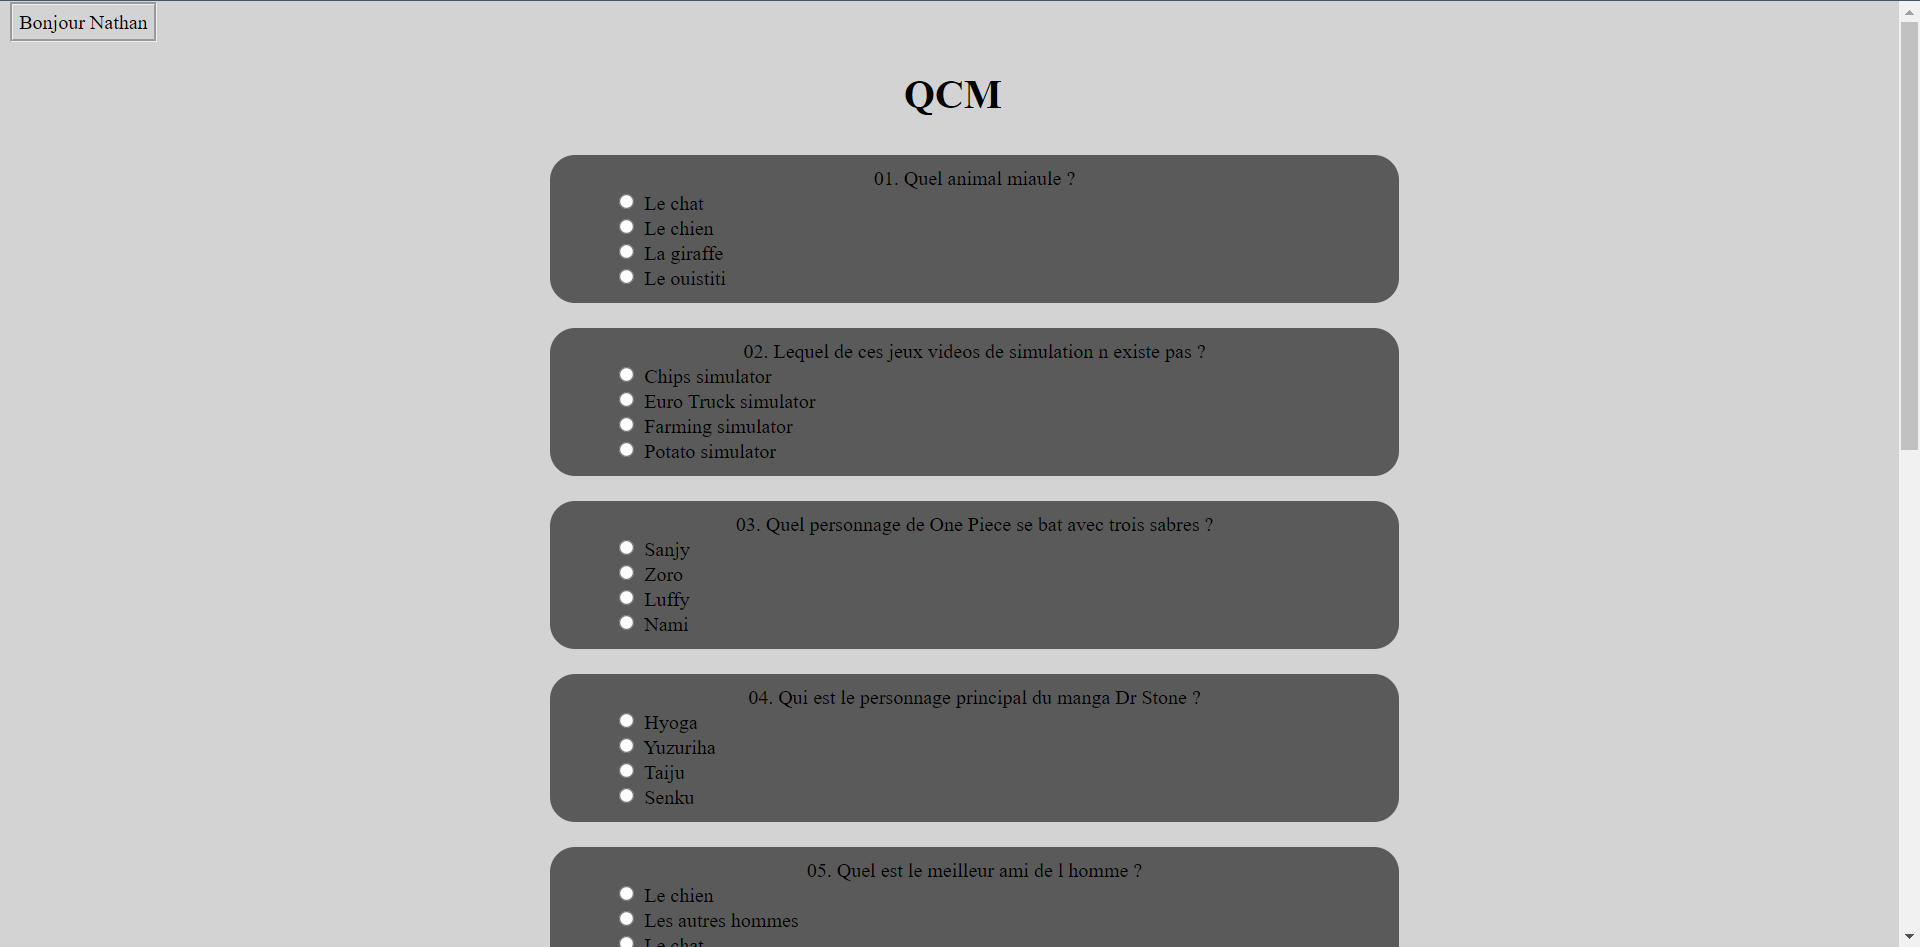 Bonjour Nathan
QCM
01. Quel animal miaule ?
Le chat
Le chien
La giraffe
Le ouistiti
02. Lequel de ces jeux videos de simulation n existe pas ?
Chips simulator
Euro Truck simulator
Farming simulator
Potato simulator
03. Quel personnage de One Piece se bat avec trois sabres ?
Sanjy
Zoro
Luffy
Nami
04. Qui est le personnage principal du manga Dr Stone ?
Hyoga
Yuzuriha
Taiju
Senku
05. Quel est le meilleur ami de l homme ?
Le chien
Les autres hommes
Le chat